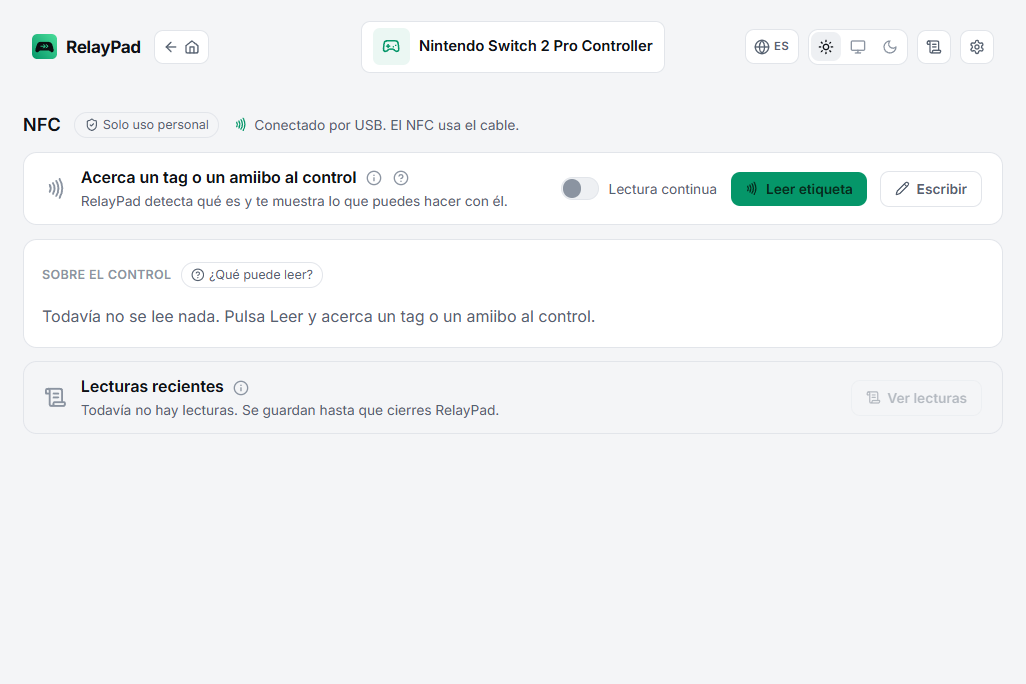 RelayPad
Nintendo Switch 2 Pro Controller
ES
NFC
Solo uso personal
Conectado por USB. El NFC usa el cable.
Acerca un tag o un amiibo al control
RelayPad detecta qué es y te muestra lo que puedes hacer con él.
Lectura continua
Leer etiqueta
Escribir
SOBRE EL CONTROL
¿Qué puede leer?
Todavía no se lee nada. Pulsa Leer y acerca un tag o un amiibo al control.
Lecturas recientes
Todavía no hay lecturas. Se guardan hasta que cierres RelayPad.
Ver lecturas